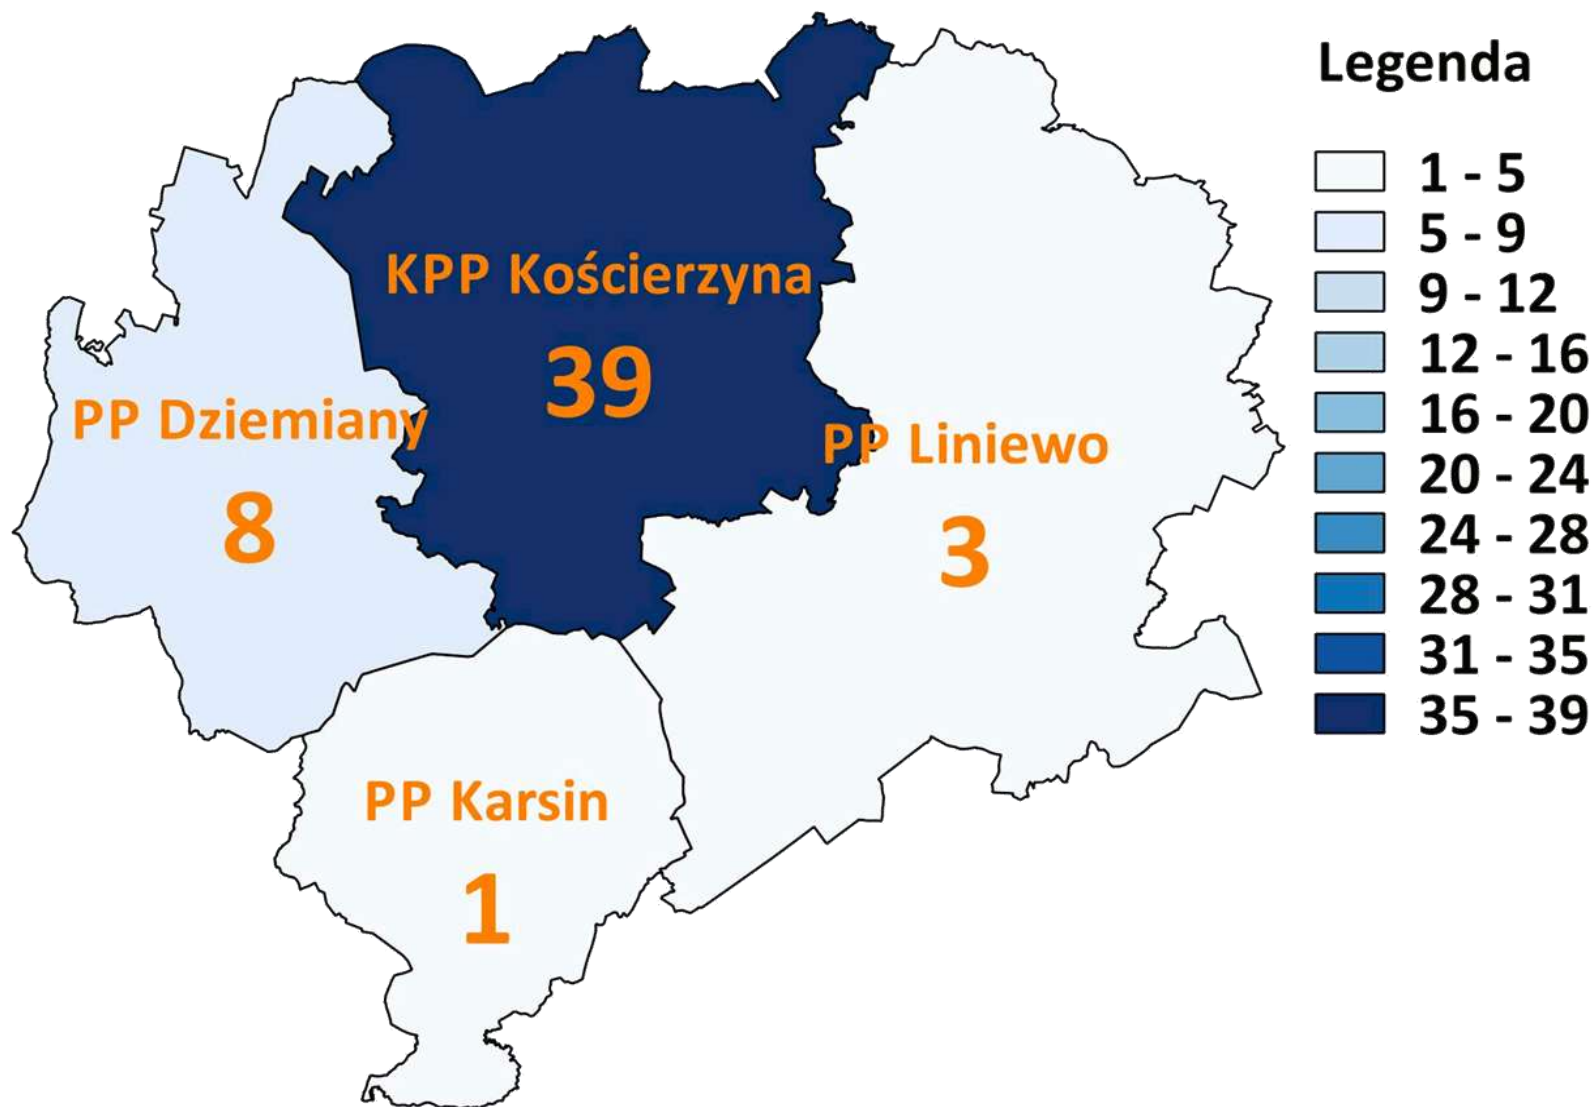 Legenda
1 - 5
5 - 9
9 - 12
12 - 16
16 - 20
20 - 24
24 - 28
28 - 31
31 - 35
35 - 39
KPP Kościerzyna
39
PP Dziemiany
8
PP Liniewo
3
PP Karsin
1